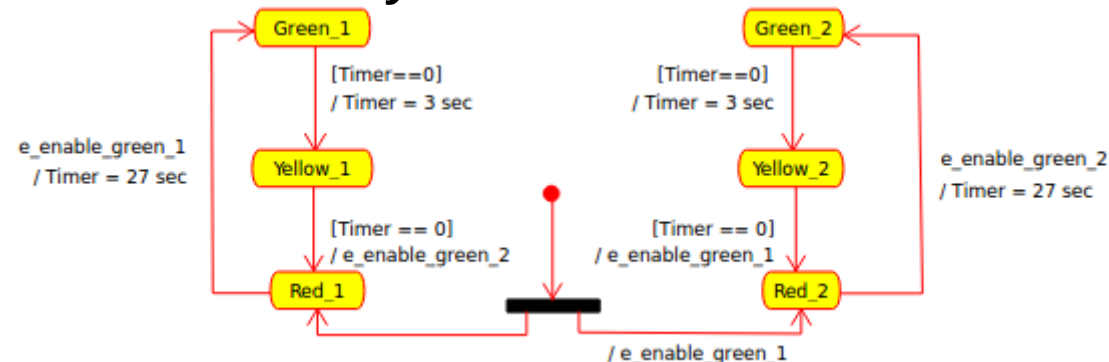 Green_1
Green_2
[Timer==0]
/ Timer = 3 sec
[Timer==0]
/ Timer = 3 sec
e_enable_green_1
/ Timer = 27 sec
Yellow_1
Yellow_2
e_enable_green_2
/ Timer = 27 sec
[Timer == 0]
/ e_enable_green_2
[Timer == 0]
/ e_enable_green_1
Red_1
Red_2
/ e_enable_green_1